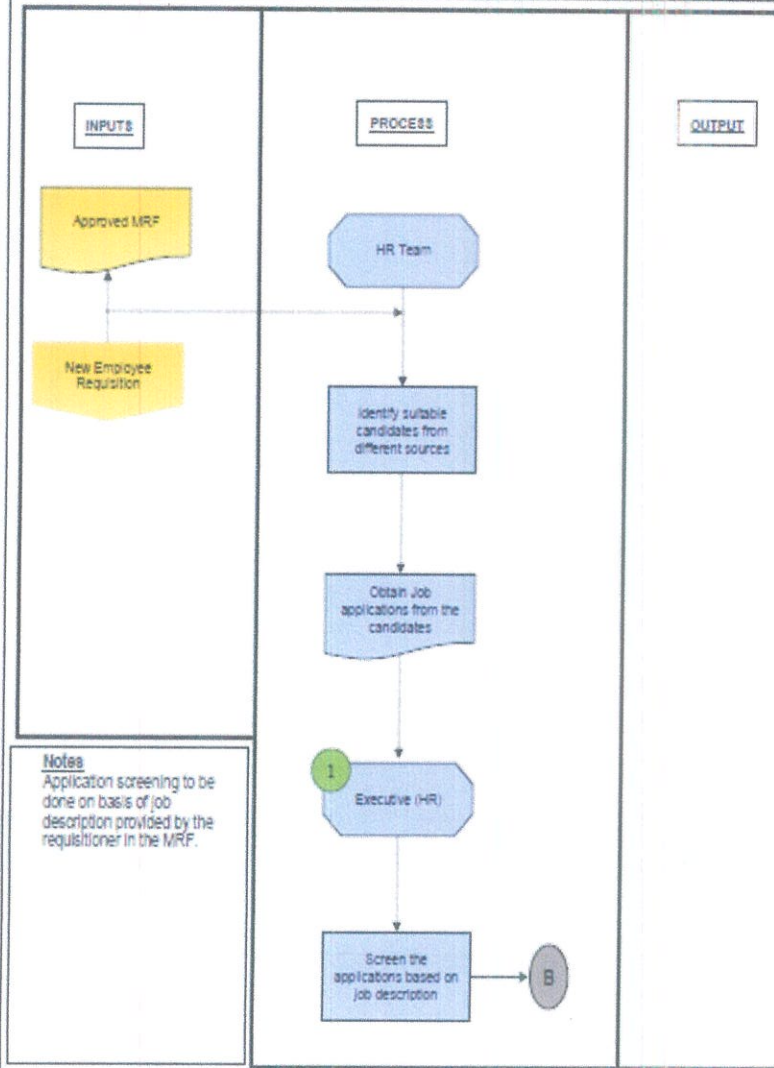 INPUTS
PROCESS
OUTPUT
Approved MRF
HR Team
New Employee
Requisition
Identify suitable
candidates from
different sources
Obtain Job
applications from the
candidates
Notes
Application screening to be
done on basis of job
description provided by the
requisitioner in the MRF.
1
Executive (HR)
Screen the
applications based on
job description
B